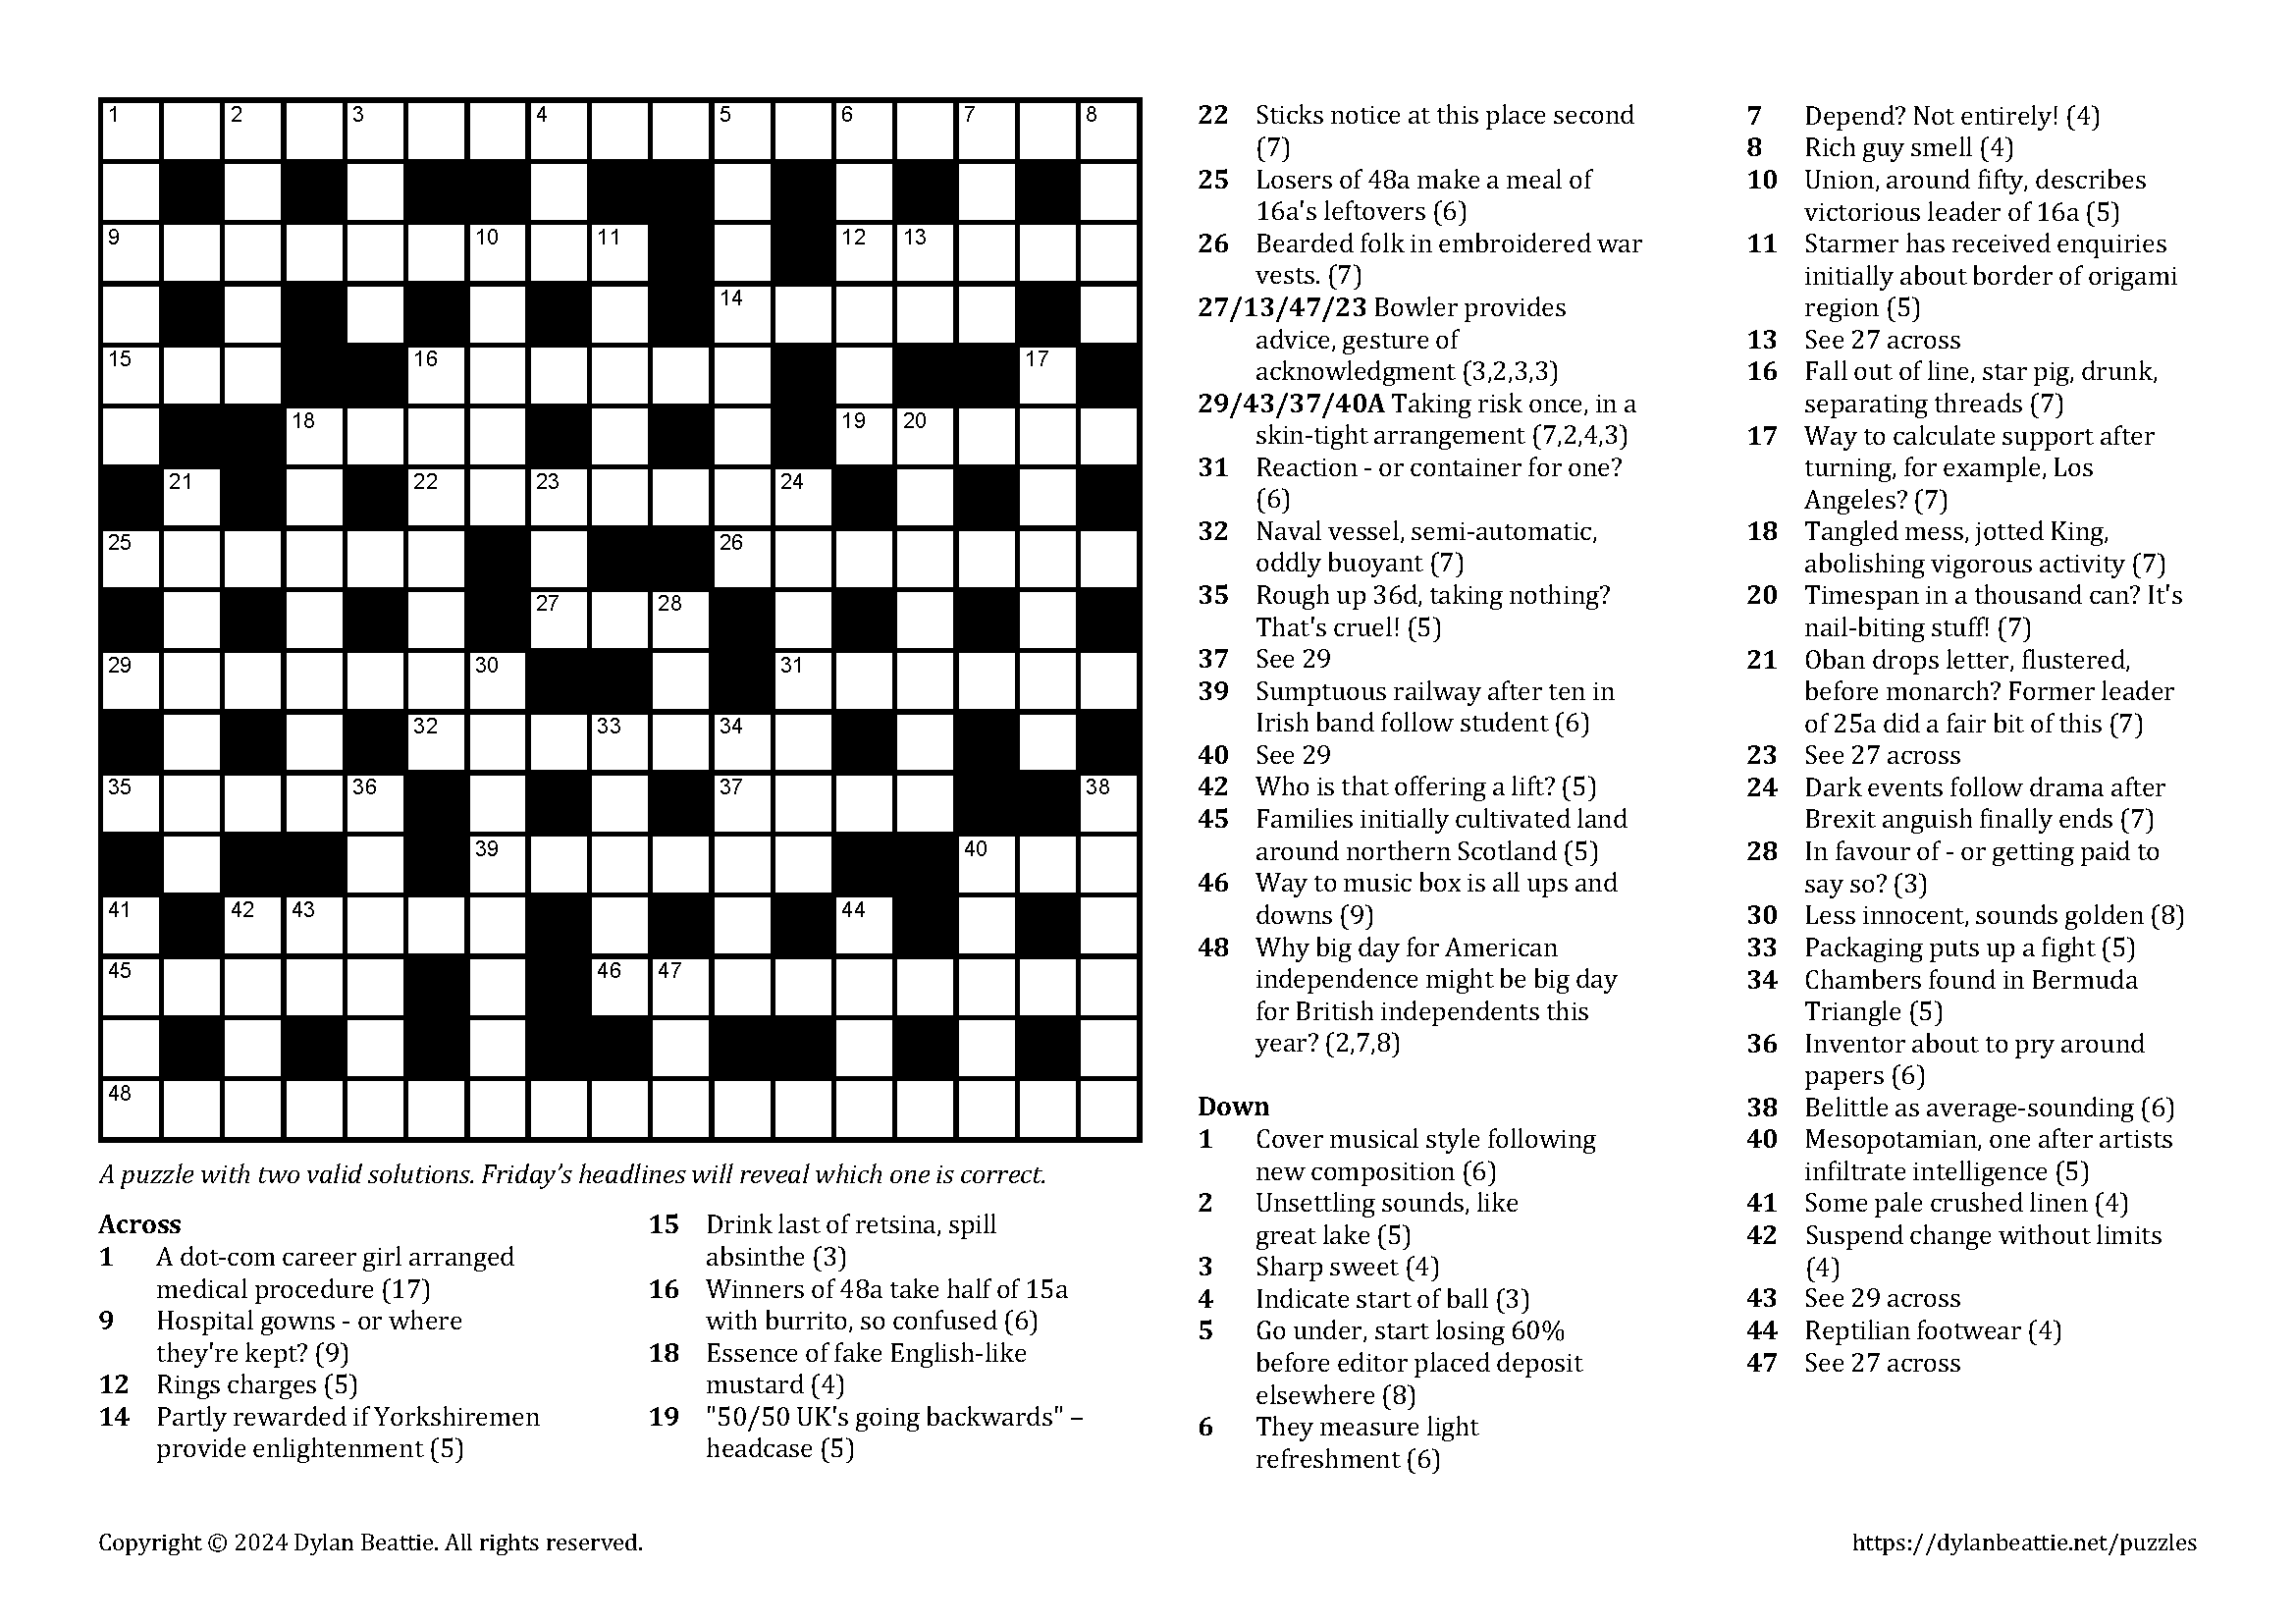 1 2 3 4 5 6 7 8
9 10 11 12 13
14
15 16 17
18 19 20
21 22 23 24
25 26
27 28
29 30 31
32 33 34
35 36 37 38
39 40
41 42 43 44
45 46 47
48
A puzzle with two valid solutions. Friday's headlines will reveal which one is correct.
Across
1 A dot-com career girl arranged
medical procedure (17)
9 Hospital gowns - or where
they're kept? (9)
12 Rings charges (5)
14 Partly rewarded if Yorkshiremen
provide enlightenment (5)
15 Drink last of retsina, spill
absinthe (3)
16 Winners of 48a take half of 15a
with burrito, so confused (6)
18 Essence of fake English-like
mustard (4)
19 "50/50 UK's going backwards" –
headcase (5)
22 Sticks notice at this place second
(7)
25 Losers of 48a make a meal of
16a's leftovers (6)
26 Bearded folk in embroidered war
vests. (7)
27/13/47/23 Bowler provides
advice, gesture of
acknowledgment (3,2,3,3)
29/43/37/40A Taking risk once, in a
skin-tight arrangement (7,2,4,3)
31 Reaction - or container for one?
(6)
32 Naval vessel, semi-automatic,
oddly buoyant (7)
35 Rough up 36d, taking nothing?
That's cruel! (5)
37 See 29
39 Sumptuous railway after ten in
Irish band follow student (6)
40 See 29
42 Who is that offering a lift? (5)
45 Families initially cultivated land
around northern Scotland (5)
46 Way to music box is all ups and
downs (9)
48 Why big day for American
independence might be big day
for British independents this
year? (2,7,8)
Down
1 Cover musical style following
new composition (6)
2 Unsettling sounds, like
great lake (5)
3 Sharp sweet (4)
4 Indicate start of ball (3)
5 Go under, start losing 60%
before editor placed deposit
elsewhere (8)
6 They measure light
refreshment (6)
7 Depend? Not entirely! (4)
8 Rich guy smell (4)
10 Union, around fifty, describes
victorious leader of 16a (5)
11 Starmer has received enquiries
initially about border of origami
region (5)
13 See 27 across
16 Fall out of line, star pig, drunk,
separating threads (7)
17 Way to calculate support after
turning, for example, Los
Angeles? (7)
18 Tangled mess, jotted King,
abolishing vigorous activity (7)
20 Timespan in a thousand can? It's
nail-biting stuff! (7)
21 Oban drops letter, flustered,
before monarch? Former leader
of 25a did a fair bit of this (7)
23 See 27 across
24 Dark events follow drama after
Brexit anguish finally ends (7)
28 In favour of - or getting paid to
say so? (3)
30 Less innocent, sounds golden (8)
33 Packaging puts up a fight (5)
34 Chambers found in Bermuda
Triangle (5)
36 Inventor about to pry around
papers (6)
38 Belittle as average-sounding (6)
40 Mesopotamian, one after artists
infiltrate intelligence (5)
41 Some pale crushed linen (4)
42 Suspend change without limits
(4)
43 See 29 across
44 Reptilian footwear (4)
47 See 27 across
Copyright © 2024 Dylan Beattie. All rights reserved.
https://dylanbeattie.net/puzzles